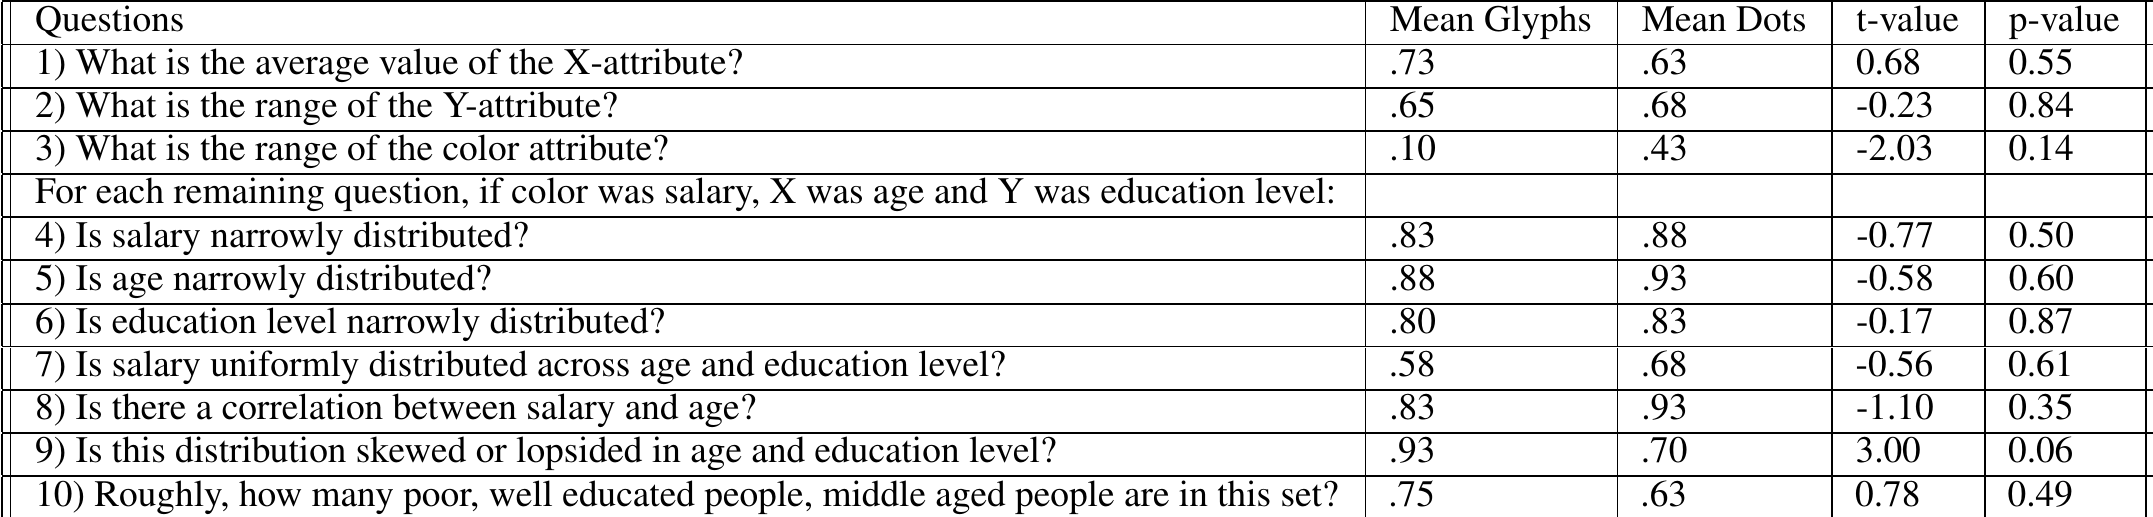 Questions Mean Glyphs Mean Dots t-value p-value
1) What is the average value of the X-attribute? .73 .63 0.68 0.55
2) What is the range of the Y-attribute? .65 .68 -0.23 0.84
3) What is the range of the color attribute? .10 .43 -2.03 0.14
For each remaining question, if color was salary, X was age and Y was education level:
4) Is salary narrowly distributed? .83 .88 -0.77 0.50
5) Is age narrowly distributed? .88 .93 -0.58 0.60
6) Is education level narrowly distributed? .80 .83 -0.17 0.87
7) Is salary uniformly distributed across age and education level? .58 .68 -0.56 0.61
8) Is there a correlation between salary and age? .83 .93 -1.10 0.35
9) Is this distribution skewed or lopsided in age and education level? .93 .70 3.00 0.06
10) Roughly, how many poor, well educated people, middle aged people are in this set? .75 .63 0.78 0.49